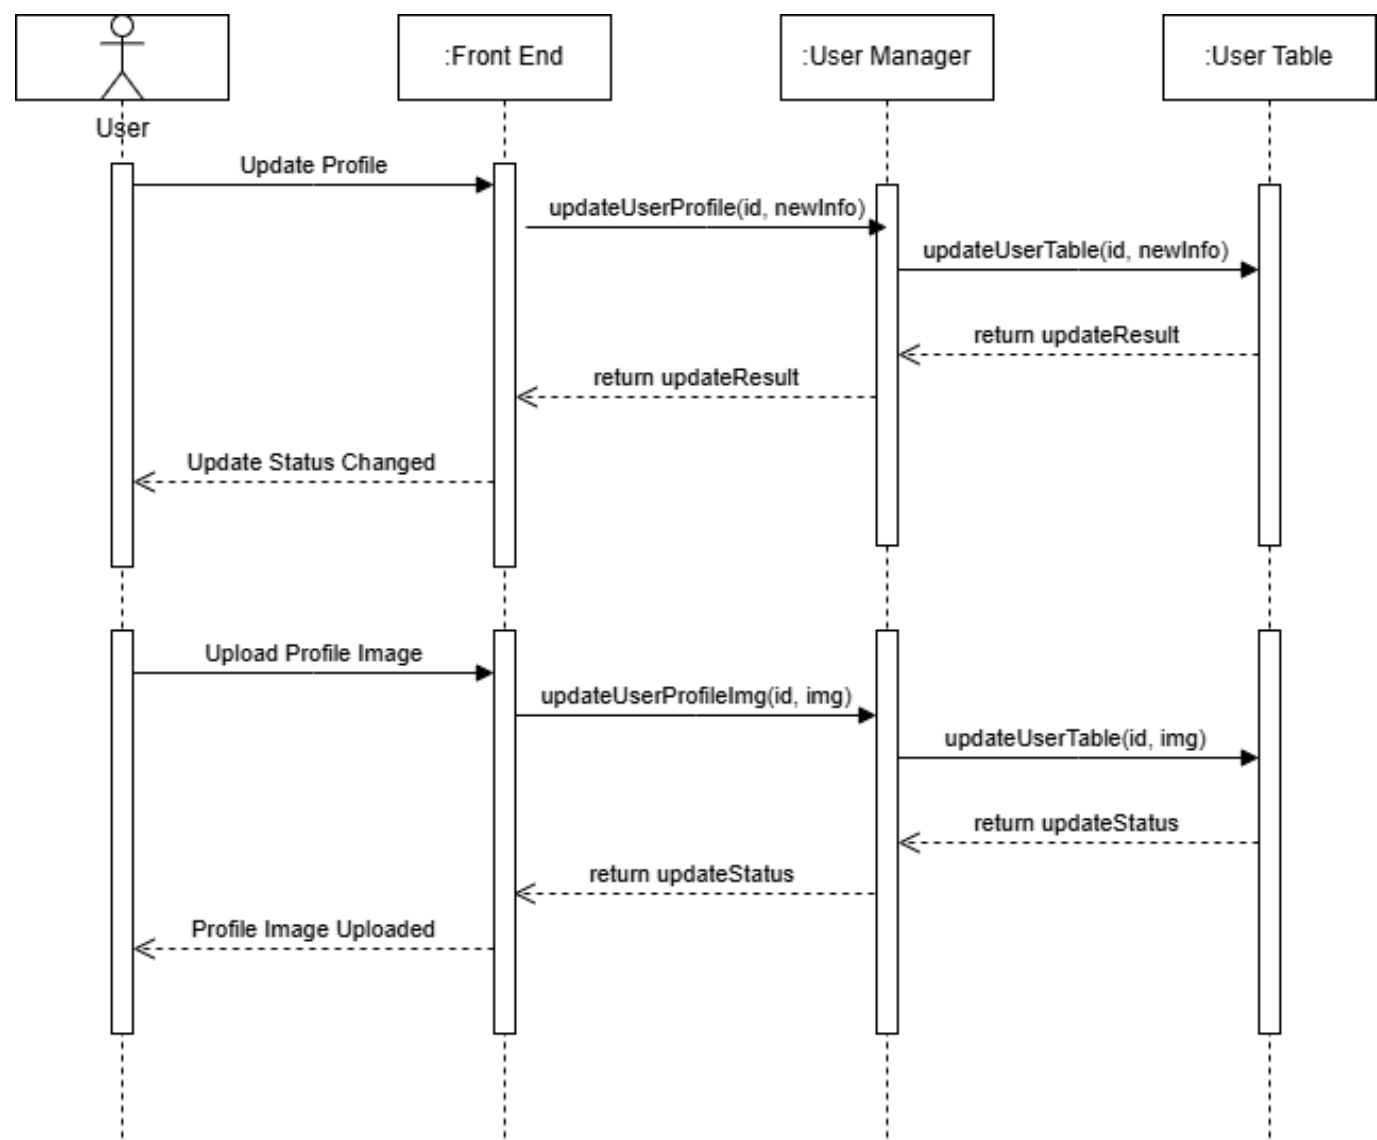 :Front End
:User Manager
:User Table
User
Update Profile
updateUserProfile(id, newInfo)
updateUserTable(id, newInfo)
return updateResult
return updateResult
Update Status Changed
Upload Profile Image
updateUserProfileImg(id, img)
updateUserTable(id, img)
return updateStatus
return updateStatus
Profile Image Uploaded